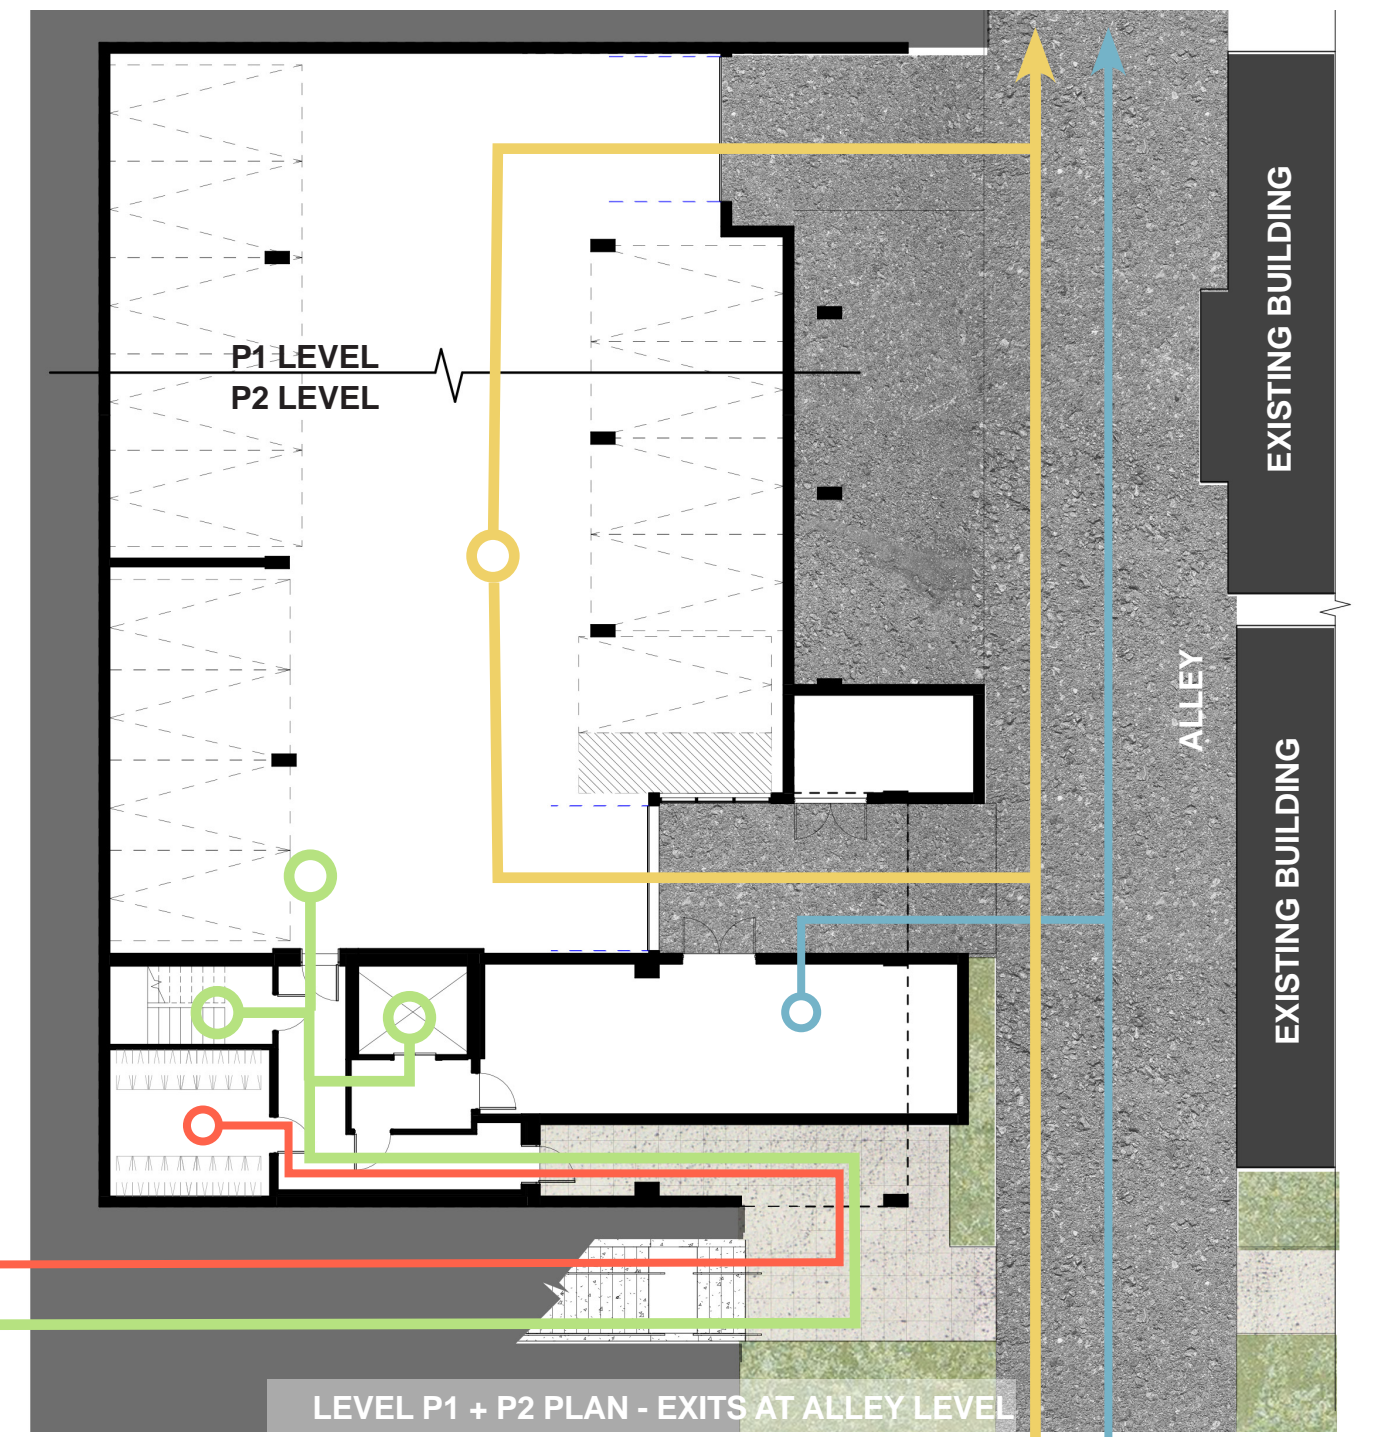 EXISTING BUILDING
P1 LEVEL
P2 LEVEL
ALLEY
EXISTING BUILDING
LEVEL P1 + P2 PLAN - EXITS AT ALLEY LEVEL